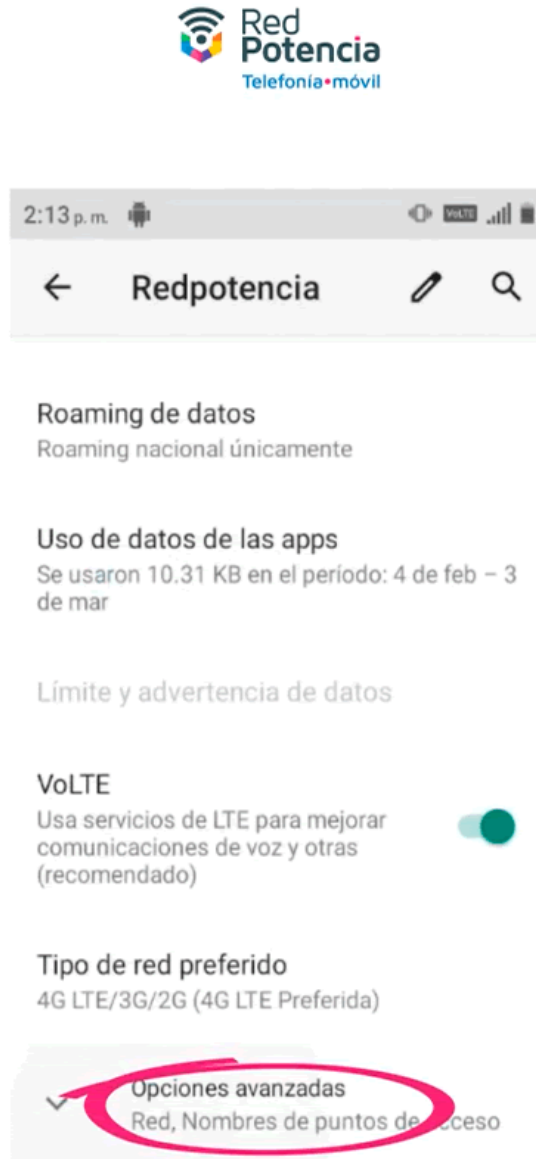 Red
Potencia
Telefonía•móvil
2:13 p. m.
VoLTE
Redpotencia
Roaming de datos
Roaming nacional únicamente
Uso de datos de las apps
Se usaron 10.31 KB en el período: 4 de feb – 3
de mar
Límite y advertencia de datos
VoLTE
Usa servicios de LTE para mejorar
comunicaciones de voz y otras
(recomendado)
Tipo de red preferido
4G LTE/3G/2G (4G LTE Preferida)
Opciones avanzadas
Red, Nombres de puntos de acceso